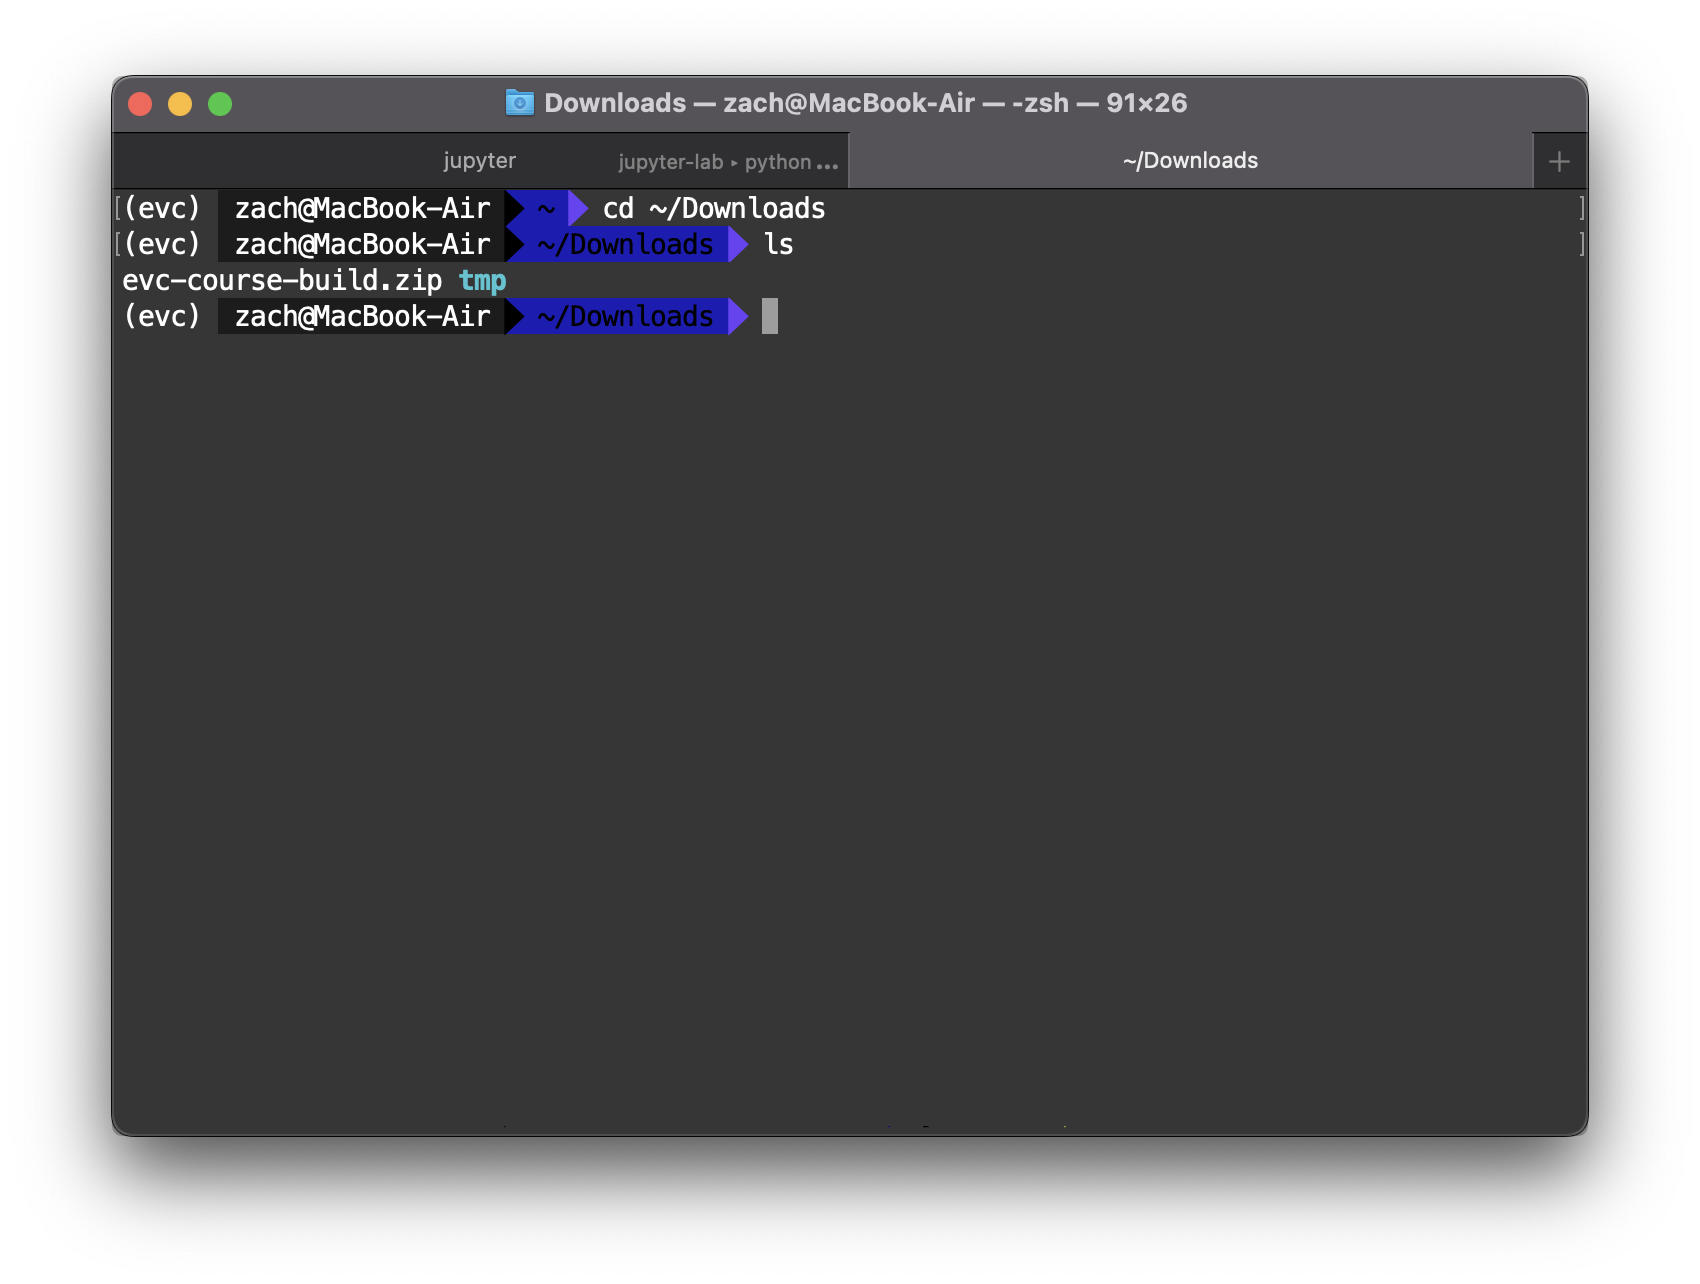 Downloads — zach@MacBook-Air — -zsh — 91×26
jupyter jupyter-lab ▸ python ... ~/Downloads +
[(evc) zach@MacBook-Air ~ cd ~/Downloads ]
[(evc) zach@MacBook-Air ~/Downloads ls ]
evc-course-build.zip tmp
(evc) zach@MacBook-Air ~/Downloads